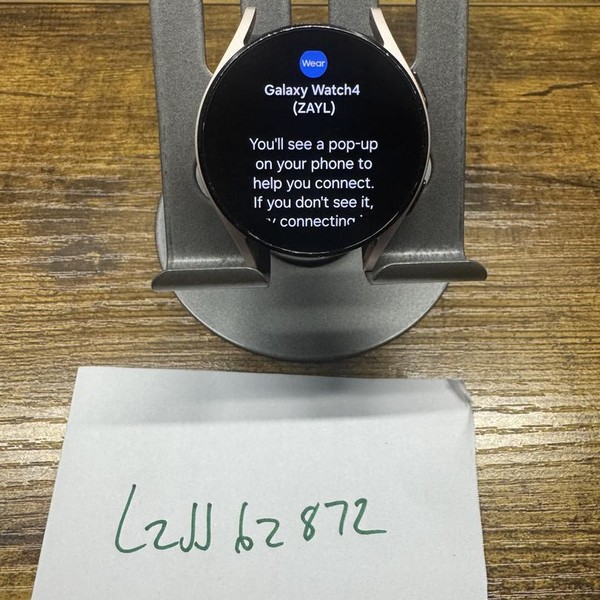 Wear
Galaxy Watch4
(ZAYL)
You'll see a pop-up
on your phone to
help you connect.
If you don't see it,
connecting